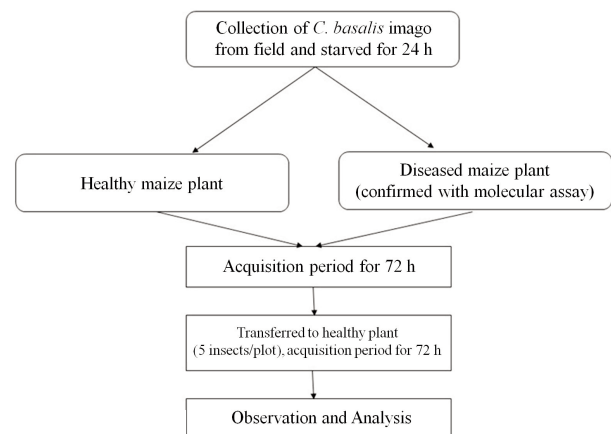 Collection of C. basalis imago
from field and starved for 24 h
Healthy maize plant
Diseased maize plant
(confirmed with molecular assay)
Acquisition period for 72 h
Transferred to healthy plant
(5 insects/plot), acquisition period for 72 h
Observation and Analysis